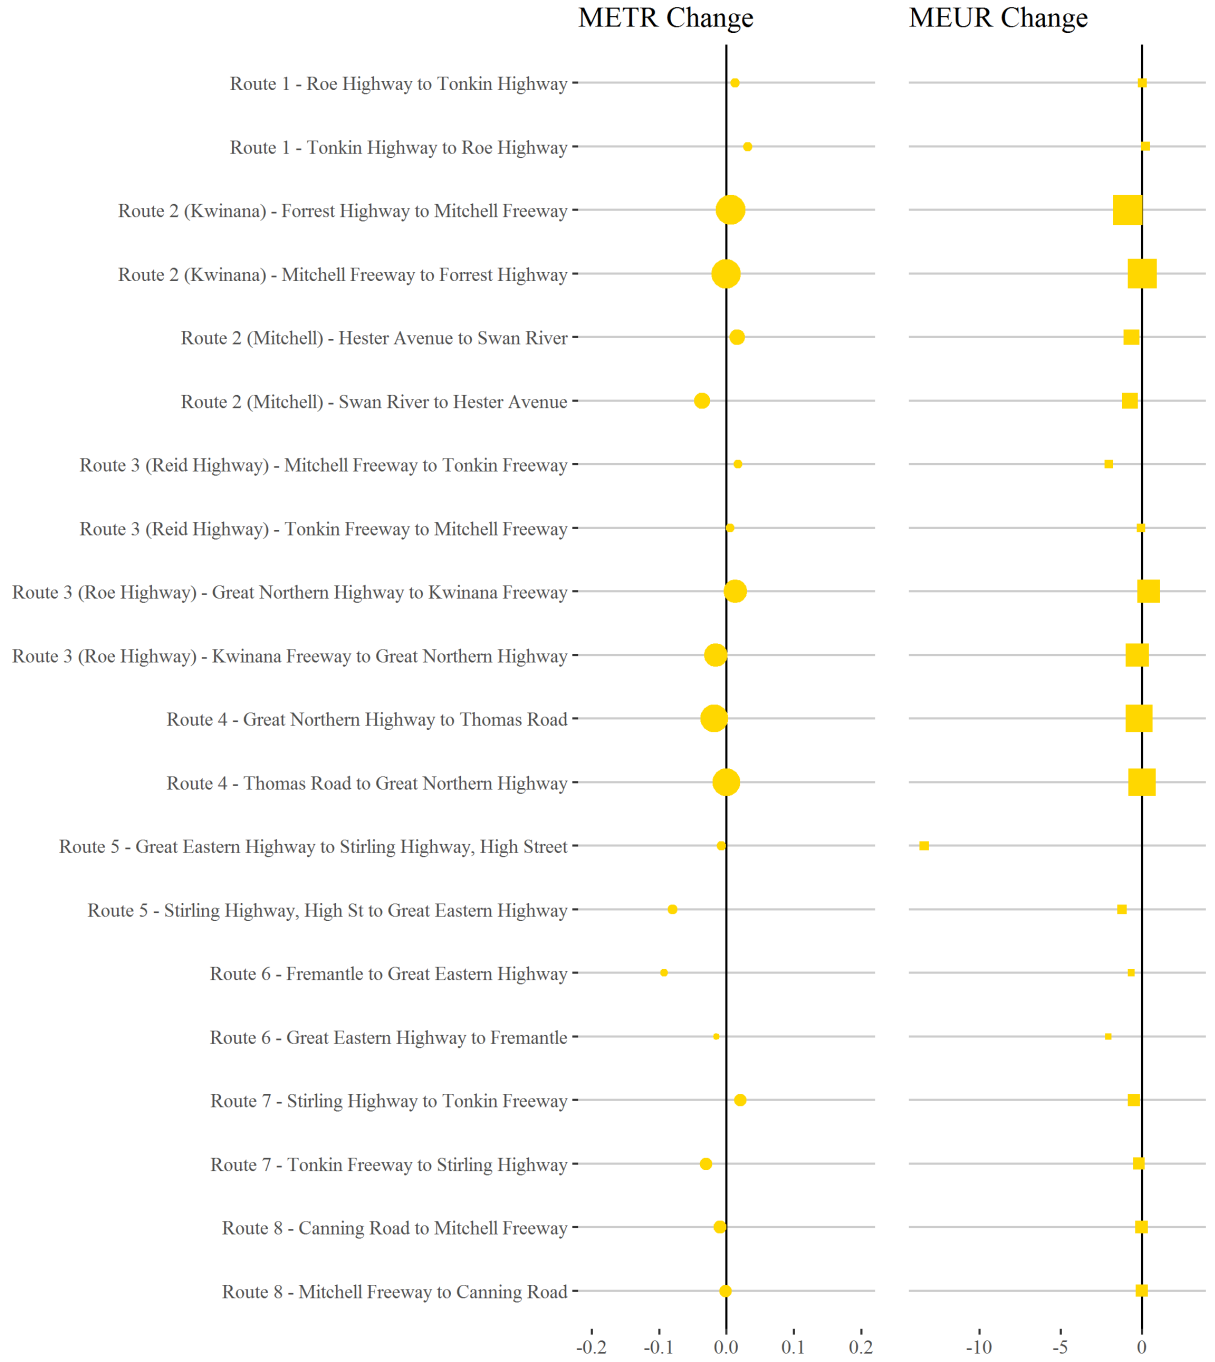 METR Change
MEUR Change
Route 1 - Roe Highway to Tonkin Highway
Route 1 - Tonkin Highway to Roe Highway
Route 2 (Kwinana) - Forrest Highway to Mitchell Freeway
Route 2 (Kwinana) - Mitchell Freeway to Forrest Highway
Route 2 (Mitchell) - Hester Avenue to Swan River
Route 2 (Mitchell) - Swan River to Hester Avenue
Route 3 (Reid Highway) - Mitchell Freeway to Tonkin Freeway
Route 3 (Reid Highway) - Tonkin Freeway to Mitchell Freeway
Route 3 (Roe Highway) - Great Northern Highway to Kwinana Freeway
Route 3 (Roe Highway) - Kwinana Freeway to Great Northern Highway
Route 4 - Great Northern Highway to Thomas Road
Route 4 - Thomas Road to Great Northern Highway
Route 5 - Great Eastern Highway to Stirling Highway, High Street
Route 5 - Stirling Highway, High St to Great Eastern Highway
Route 6 - Fremantle to Great Eastern Highway
Route 6 - Great Eastern Highway to Fremantle
Route 7 - Stirling Highway to Tonkin Freeway
Route 7 - Tonkin Freeway to Stirling Highway
Route 8 - Canning Road to Mitchell Freeway
Route 8 - Mitchell Freeway to Canning Road
-0.2 -0.1 0.0 0.1 0.2
-10 -5 0